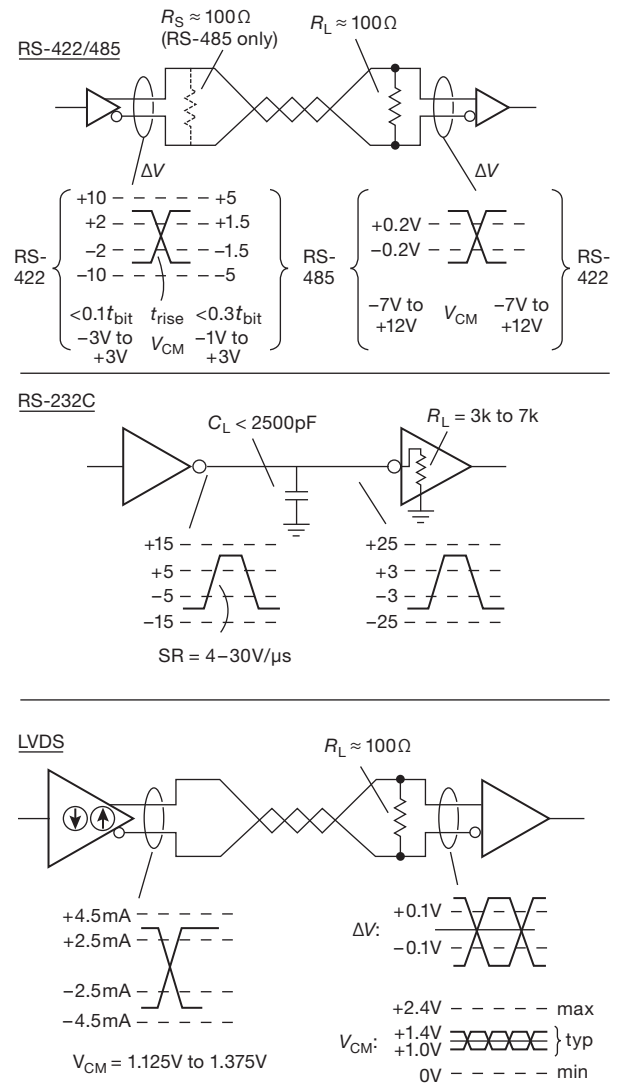 RS-422/485
R_S ≈ 100Ω
(RS-485 only)
R_L ≈ 100Ω
ΔV
ΔV
RS-422
+10 +5
+2 +1.5
−2 −1.5
−10 −5
<0.1t_bit t_rise <0.3t_bit
−3V to +3V V_CM −1V to +3V
RS-485
+0.2V
−0.2V
−7V to +12V V_CM −7V to +12V
RS-422
RS-232C
C_L < 2500pF
R_L = 3k to 7k
+15
+5
−5
−15
SR = 4–30V/µs
+25
+3
−3
−25
LVDS
R_L ≈ 100Ω
+4.5mA
+2.5mA
−2.5mA
−4.5mA
V_CM = 1.125V to 1.375V
ΔV:
+0.1V
−0.1V
V_CM:
+2.4V max
+1.4V
+1.0V
typ
0V min